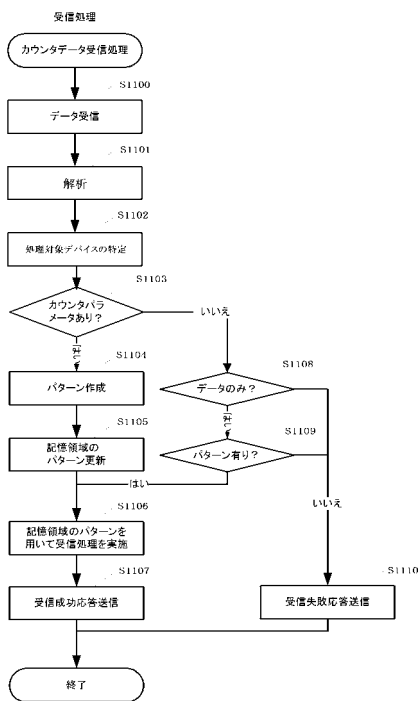 受信処理
カウンタデータ受信処理
S1100
データ受信
S1101
解析
S1102
処理対象デバイスの特定
S1103
カウンタパラ
メータあり？
いいえ
はい
S1104
パターン作成
S1108
データのみ？
はい
S1105
記憶領域の
パターン更新
S1109
パターン有り？
はい
いいえ
S1106
記憶領域のパターンを
用いて受信処理を実施
S1107
受信成功応答送信
S1110
受信失敗応答送信
終了